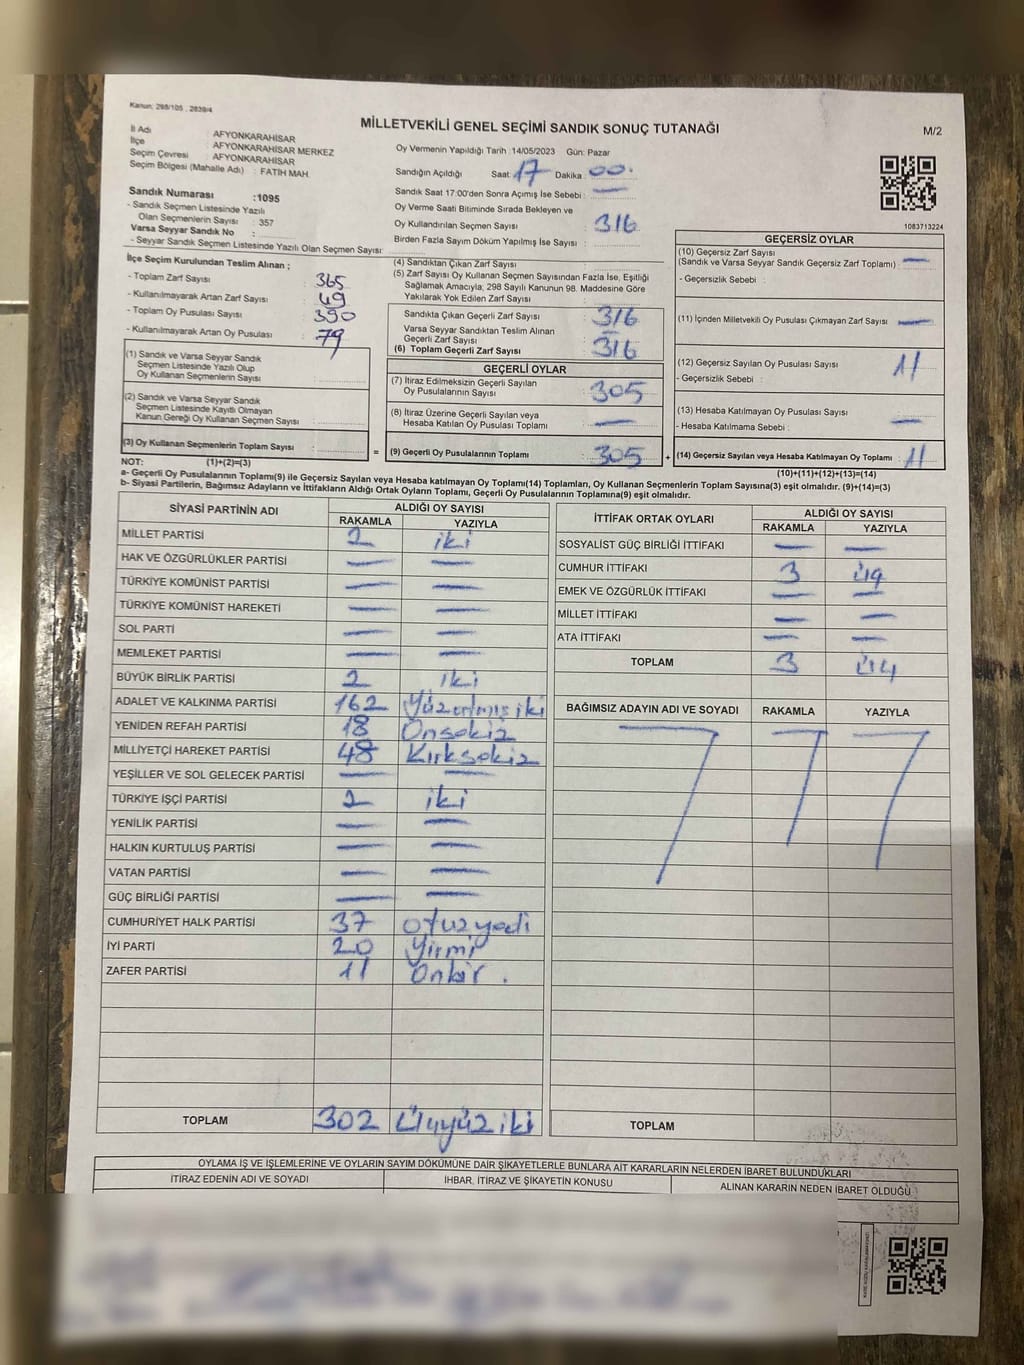 Kanun: 298/105 , 2839/4
MİLLETVEKİLİ GENEL SEÇİMİ SANDIK SONUÇ TUTANAĞI
M/2
İl Adı AFYONKARAHİSAR
İlçe AFYONKARAHİSAR MERKEZ
Seçim Çevresi AFYONKARAHİSAR
Seçim Bölgesi (Mahalle Adı) : FATİH MAH.
Sandık Numarası :1095
- Sandık Seçmen Listesinde Yazılı
Olan Seçmenlerin Sayısı : 357
Varsa Seyyar Sandık No :
- Seyyar Sandık Seçmen Listesinde Yazılı Olan Seçmen Sayısı
İlçe Seçim Kurulundan Teslim Alınan ;
- Toplam Zarf Sayısı : 365
- Kullanılmayarak Artan Zarf Sayısı : 49
- Toplam Oy Pusulası Sayısı : 390
- Kullanılmayarak Artan Oy Pusulası : 79
(1) Sandık ve Varsa Seyyar Sandık
Seçmen Listesinde Yazılı Olup
Oy Kullanan Seçmenlerin Sayısı :
(2) Sandık ve Varsa Seyyar Sandık
Seçmen Listesinde Kayıtlı Olmayan
Kanun Gereği Oy Kullanan Seçmen Sayısı :
(3) Oy Kullanan Seçmenlerin Toplam Sayısı :
Oy Vermenin Yapıldığı Tarih :14/05/2023 Gün: Pazar
Sandığın Açıldığı Saat : 17 Dakika : 00.
Sandık Saat 17:00'den Sonra Açılmış İse Sebebi : —
Oy Verme Saati Bitiminde Sırada Bekleyen ve
Oy Kullandırılan Seçmen Sayısı : 316
Birden Fazla Sayım Döküm Yapılmış İse Sayısı :
(4) Sandıktan Çıkan Zarf Sayısı :
(5) Zarf Sayısı Oy Kullanan Seçmen Sayısından Fazla İse, Eşitliği
Sağlamak Amacıyla, 298 Sayılı Kanunun 98. Maddesine Göre
Yakılarak Yok Edilen Zarf Sayısı :
Sandıkta Çıkan Geçerli Zarf Sayısı : 316
Varsa Seyyar Sandıktan Teslim Alınan
Geçerli Zarf Sayısı : —
(6) Toplam Geçerli Zarf Sayısı : 316
GEÇERLİ OYLAR
(7) İtiraz Edilmeksizin Geçerli Sayılan
Oy Pusulalarının Sayısı : 305
(8) İtiraz Üzerine Geçerli Sayılan veya
Hesaba Katılan Oy Pusulası Toplamı : —
= (9) Geçerli Oy Pusulalarının Toplamı : 305 +
1083713224
GEÇERSİZ OYLAR
(10) Geçersiz Zarf Sayısı
(Sandık ve Varsa Seyyar Sandık Geçersiz Zarf Toplamı) : —
- Geçersizlik Sebebi :
(11) İçinden Milletvekili Oy Pusulası Çıkmayan Zarf Sayısı : —
(12) Geçersiz Sayılan Oy Pusulası Sayısı : 11
- Geçersizlik Sebebi :
(13) Hesaba Katılmayan Oy Pusulası Sayısı : —
- Hesaba Katılmama Sebebi :
(14) Geçersiz Sayılan veya Hesaba Katılmayan Oy Toplamı : 11
NOT: (1)+(2)=(3) (10)+(11)+(12)+(13)=(14)
a- Geçerli Oy Pusulalarının Toplamı(9) ile Geçersiz Sayılan veya Hesaba katılmayan Oy Toplamı(14) Toplamları, Oy Kullanan Seçmenlerin Toplam Sayısına(3) eşit olmalıdır. (9)+(14)=(3)
b- Siyasi Partilerin, Bağımsız Adayların ve İttifakların Aldığı Ortak Oyların Toplamı, Geçerli Oy Pusulalarının Toplamına(9) eşit olmalıdır.
SİYASİ PARTİNİN ADI ALDIĞI OY SAYISI
RAKAMLA YAZIYLA
MİLLET PARTİSİ 2 iki
HAK VE ÖZGÜRLÜKLER PARTİSİ — —
TÜRKİYE KOMÜNİST PARTİSİ — —
TÜRKİYE KOMÜNİST HAREKETİ — —
SOL PARTİ — —
MEMLEKET PARTİSİ — —
BÜYÜK BİRLİK PARTİSİ 2 iki
ADALET VE KALKINMA PARTİSİ 162 Yüzatmışiki
YENİDEN REFAH PARTİSİ 18 Onsekiz
MİLLİYETÇİ HAREKET PARTİSİ 48 Kırksekiz
YEŞİLLER VE SOL GELECEK PARTİSİ — —
TÜRKİYE İŞÇİ PARTİSİ 2 iki
YENİLİK PARTİSİ — —
HALKIN KURTULUŞ PARTİSİ — —
VATAN PARTİSİ — —
GÜÇ BİRLİĞİ PARTİSİ — —
CUMHURİYET HALK PARTİSİ 37 otuzyedi
İYİ PARTİ 20 Yirmi
ZAFER PARTİSİ 11 Onbir .
TOPLAM 302 Üçyüziki
İTTİFAK ORTAK OYLARI ALDIĞI OY SAYISI
RAKAMLA YAZIYLA
SOSYALİST GÜÇ BİRLİĞİ İTTİFAKI — —
CUMHUR İTTİFAKI 3 üç
EMEK VE ÖZGÜRLÜK İTTİFAKI — —
MİLLET İTTİFAKI — —
ATA İTTİFAKI — —
TOPLAM 3 üç
BAĞIMSIZ ADAYIN ADI VE SOYADI RAKAMLA YAZIYLA
TOPLAM
OYLAMA İŞ VE İŞLEMLERİNE VE OYLARIN SAYIM DÖKÜMÜNE DAİR ŞİKAYETLERLE BUNLARA AİT KARARLARIN NELERDEN İBARET BULUNDUKLARI
İTİRAZ EDENİN ADI VE SOYADI İHBAR, İTİRAZ VE ŞİKAYETİN KONUSU ALINAN KARARIN NEDEN İBARET OLDUĞU